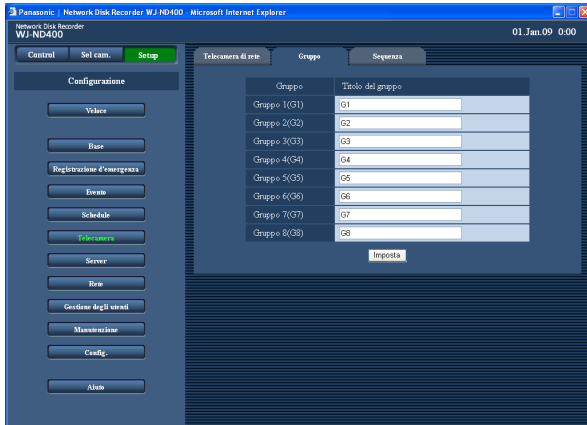 Panasonic | Network Disk Recorder WJ-ND400 - Microsoft Internet Explorer
Network Disk Recorder
WJ-ND400
01.Jan.09 0:00
Control Sel cam. Setup
Telecamera di rete Gruppo Sequenza
Configurazione
Veloce
Base
Registrazione d'emergenza
Evento
Schedule
Telecamera
Server
Rete
Gestione degli utenti
Manutenzione
Config.
Aiuto
Gruppo Titolo del gruppo
Gruppo 1(G1) G1
Gruppo 2(G2) G2
Gruppo 3(G3) G3
Gruppo 4(G4) G4
Gruppo 5(G5) G5
Gruppo 6(G6) G6
Gruppo 7(G7) G7
Gruppo 8(G8) G8
Imposta